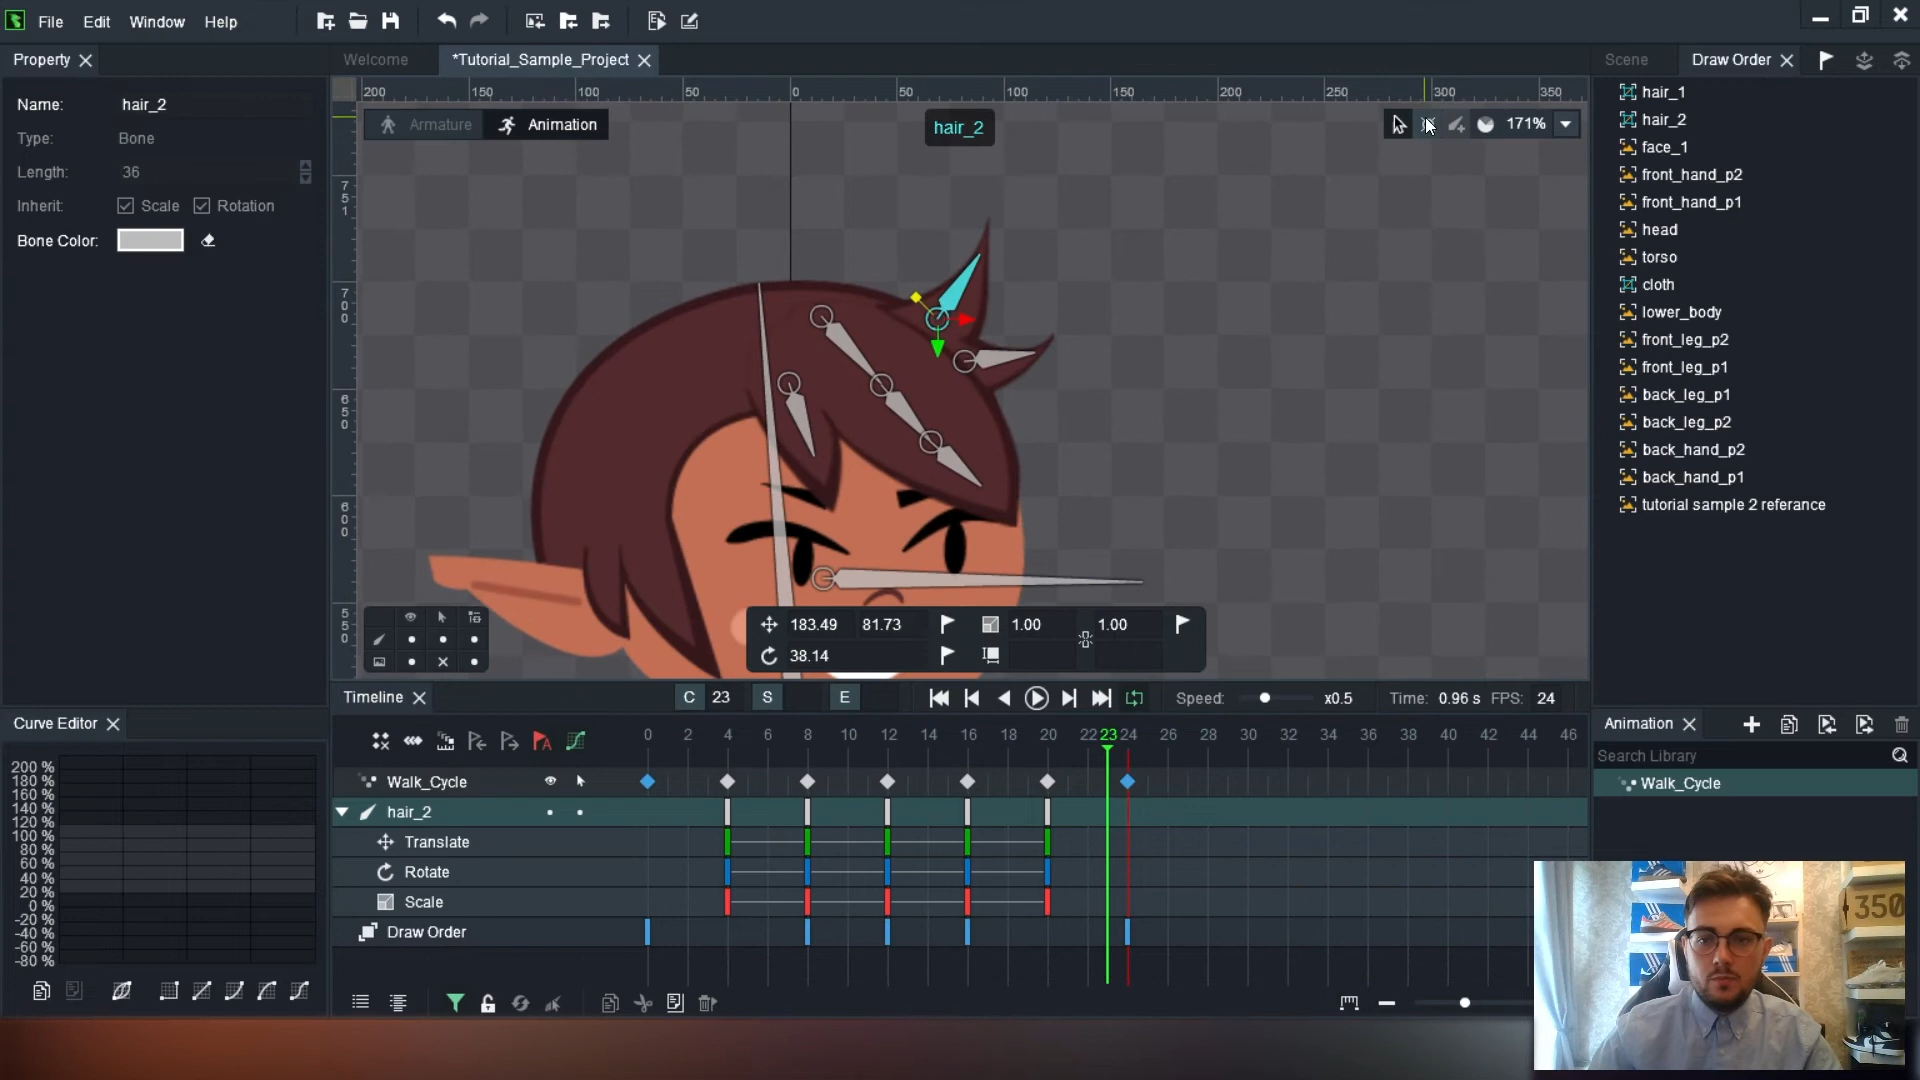 File Edit Window Help
Property
Welcome
*Tutorial_Sample_Project
Scene
Draw Order
Name: hair_2
Type: Bone
Length: 36
Inherit: Scale Rotation
Bone Color:
200 150 100 50 0 50 100 150 200 250 300 350
Armature
Animation
hair_2
171%
751
700
650
600
550
hair_1
hair_2
face_1
front_hand_p2
front_hand_p1
head
torso
cloth
lower_body
front_leg_p2
front_leg_p1
back_leg_p1
back_leg_p2
back_hand_p2
back_hand_p1
tutorial sample 2 referance
183.49 81.73 1.00 1.00
38.14
Timeline C 23 S E Speed: x0.5 Time: 0.96 s FPS: 24
Curve Editor
Animation
Search Library
Walk_Cycle
0 2 4 6 8 10 12 14 16 18 20 22 23 24 26 28 30 32 34 36 38 40 42 44 46
Walk_Cycle
hair_2
Translate
Rotate
Scale
Draw Order
200 %
180 %
160 %
140 %
120 %
100 %
80 %
60 %
40 %
20 %
0 %
-20 %
-40 %
-60 %
-80 %
350